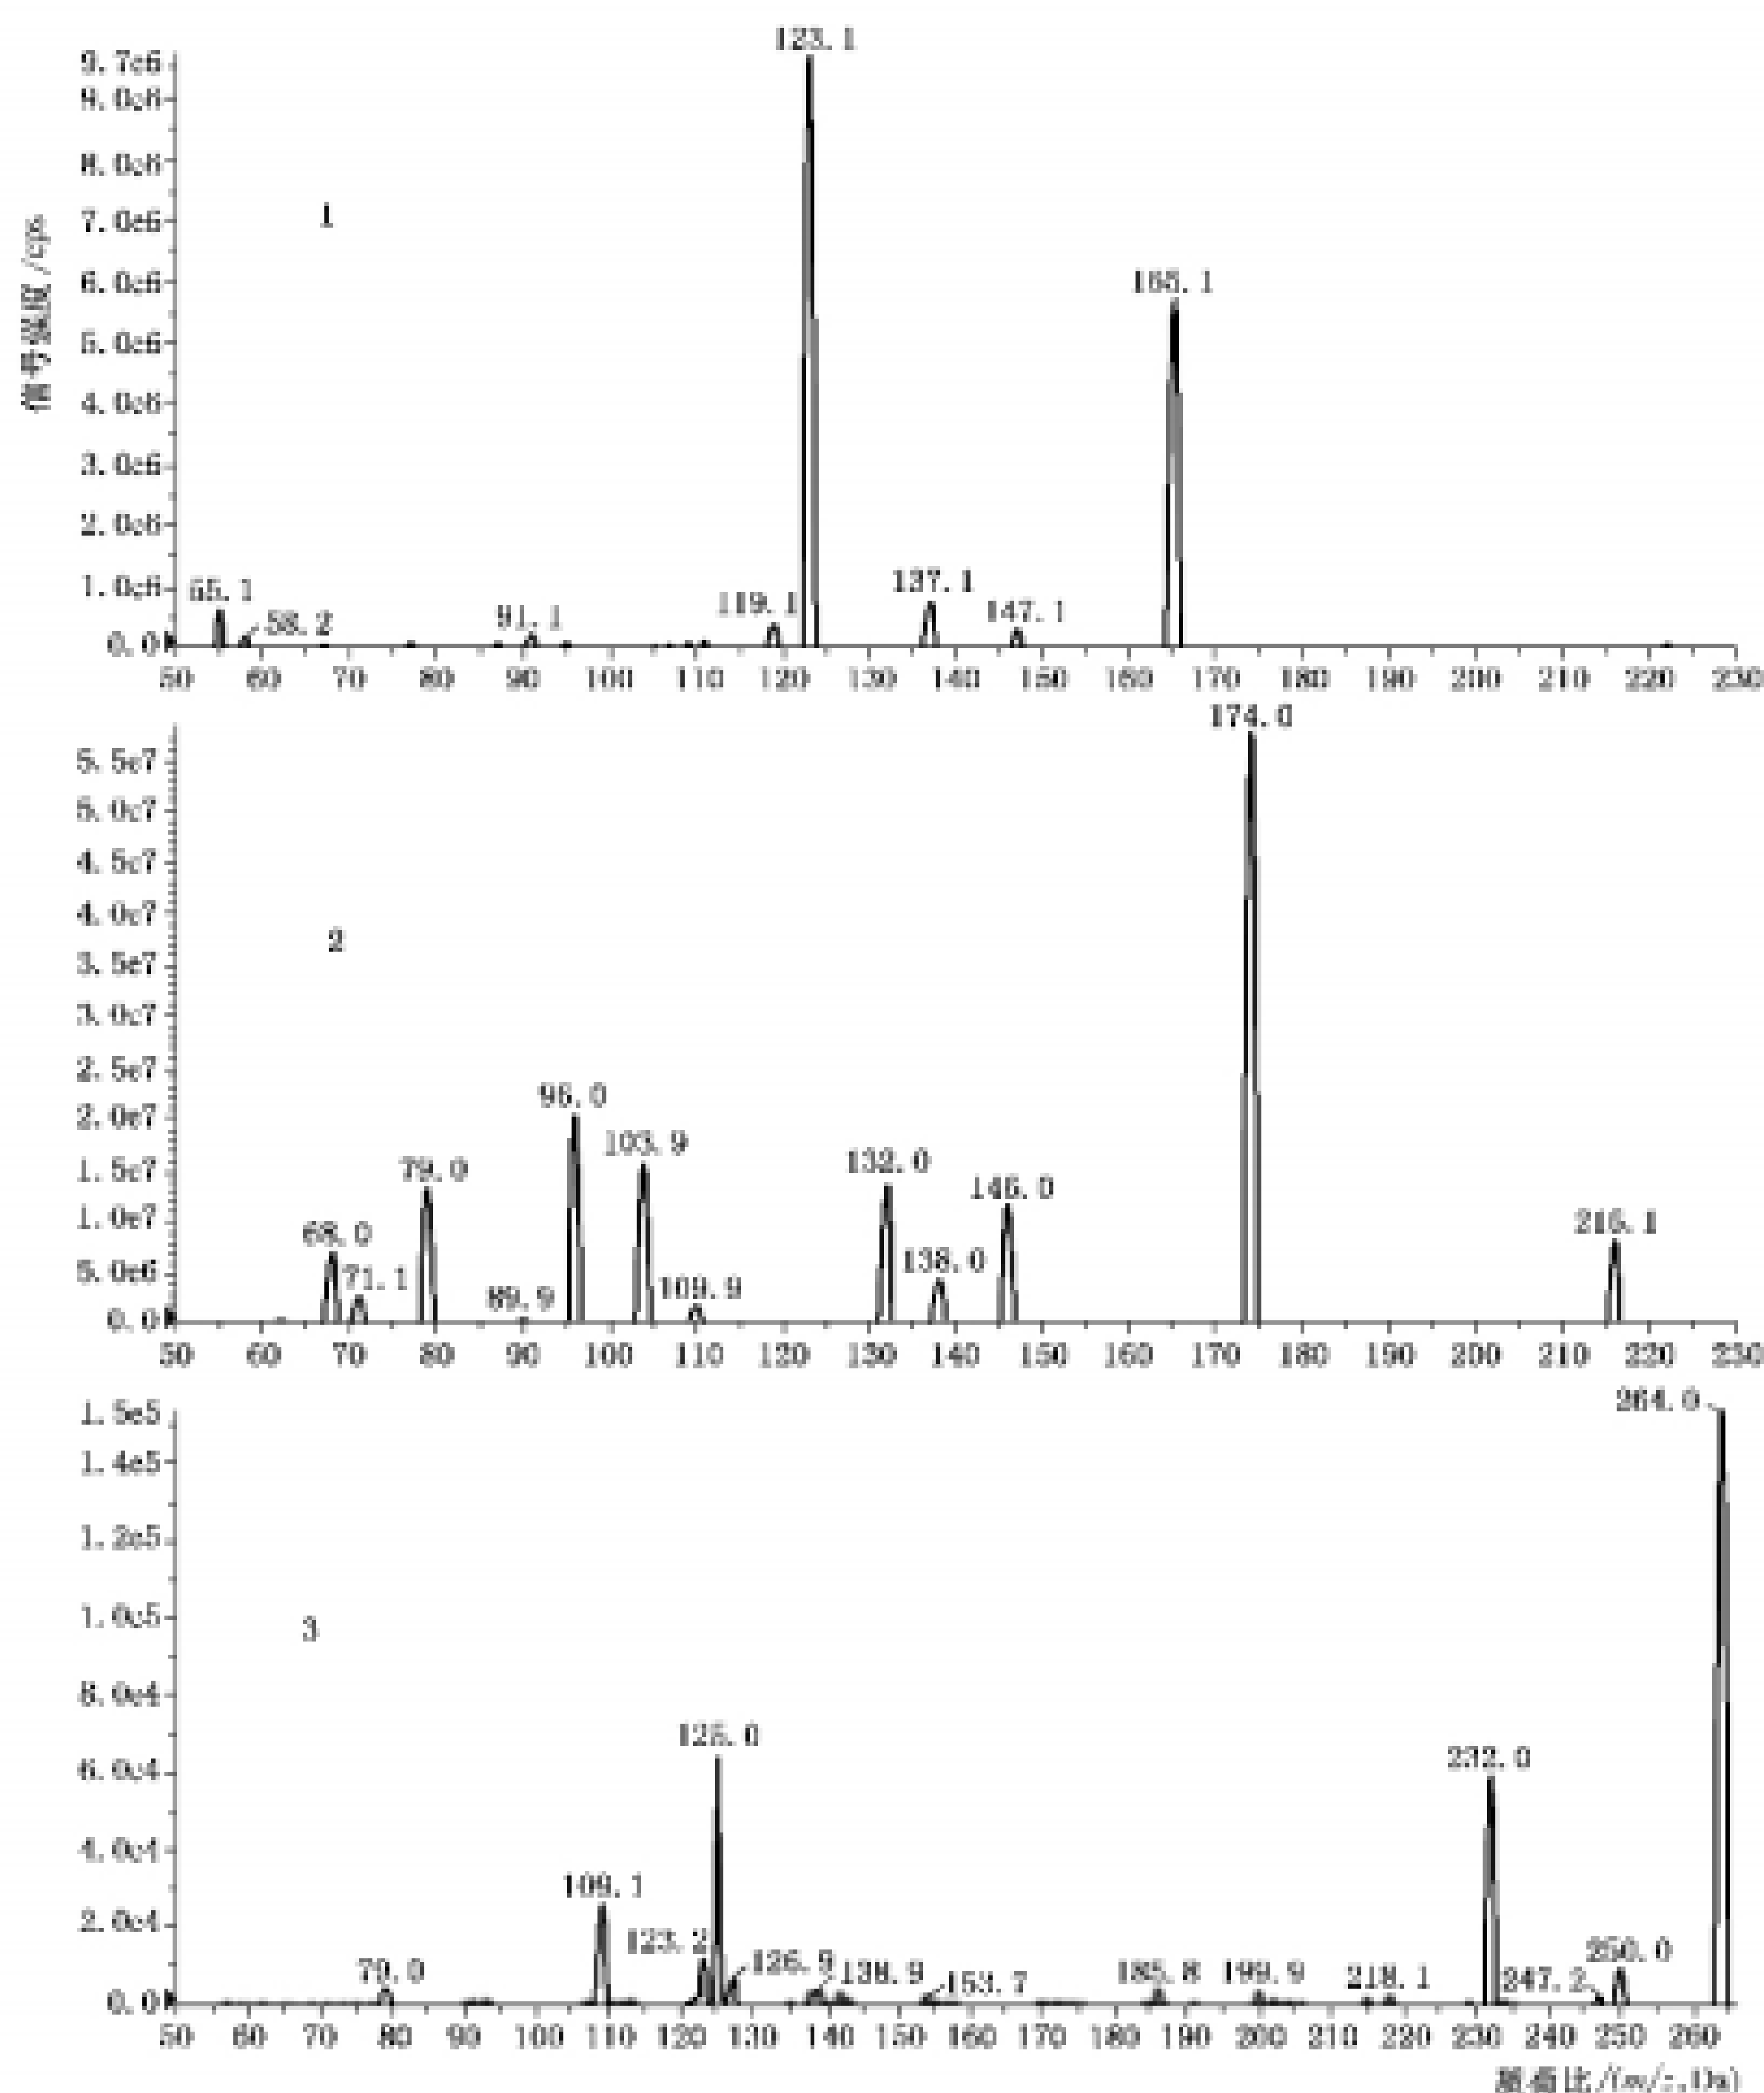 信号强度/cps
1
123.1
9.7e6
9.0e6
8.0e6
7.0e6
6.0e6
5.0e6
4.0e6
3.0e6
2.0e6
1.0e6
0.0
55.1
58.2
91.1
119.1
137.1
147.1
165.1
50 60 70 80 90 100 110 120 130 140 150 160 170 180 190 200 210 220 230
2
174.0
5.5e7
5.0e7
4.5e7
4.0e7
3.5e7
3.0e7
2.5e7
2.0e7
1.5e7
1.0e7
5.0e6
0.0
68.0
71.1
79.0
89.9
96.0
103.9
109.9
132.0
138.0
146.0
216.1
50 60 70 80 90 100 110 120 130 140 150 160 170 180 190 200 210 220 230
3
264.0
1.5e5
1.4e5
1.2e5
1.0e5
8.0e4
6.0e4
4.0e4
2.0e4
0.0
79.0
109.1
123.2
125.0
126.9
138.9
153.7
185.8
199.9
218.1
232.0
247.2
250.0
50 60 70 80 90 100 110 120 130 140 150 160 170 180 190 200 210 220 230 240 250 260
质荷比/(m/z,Da)